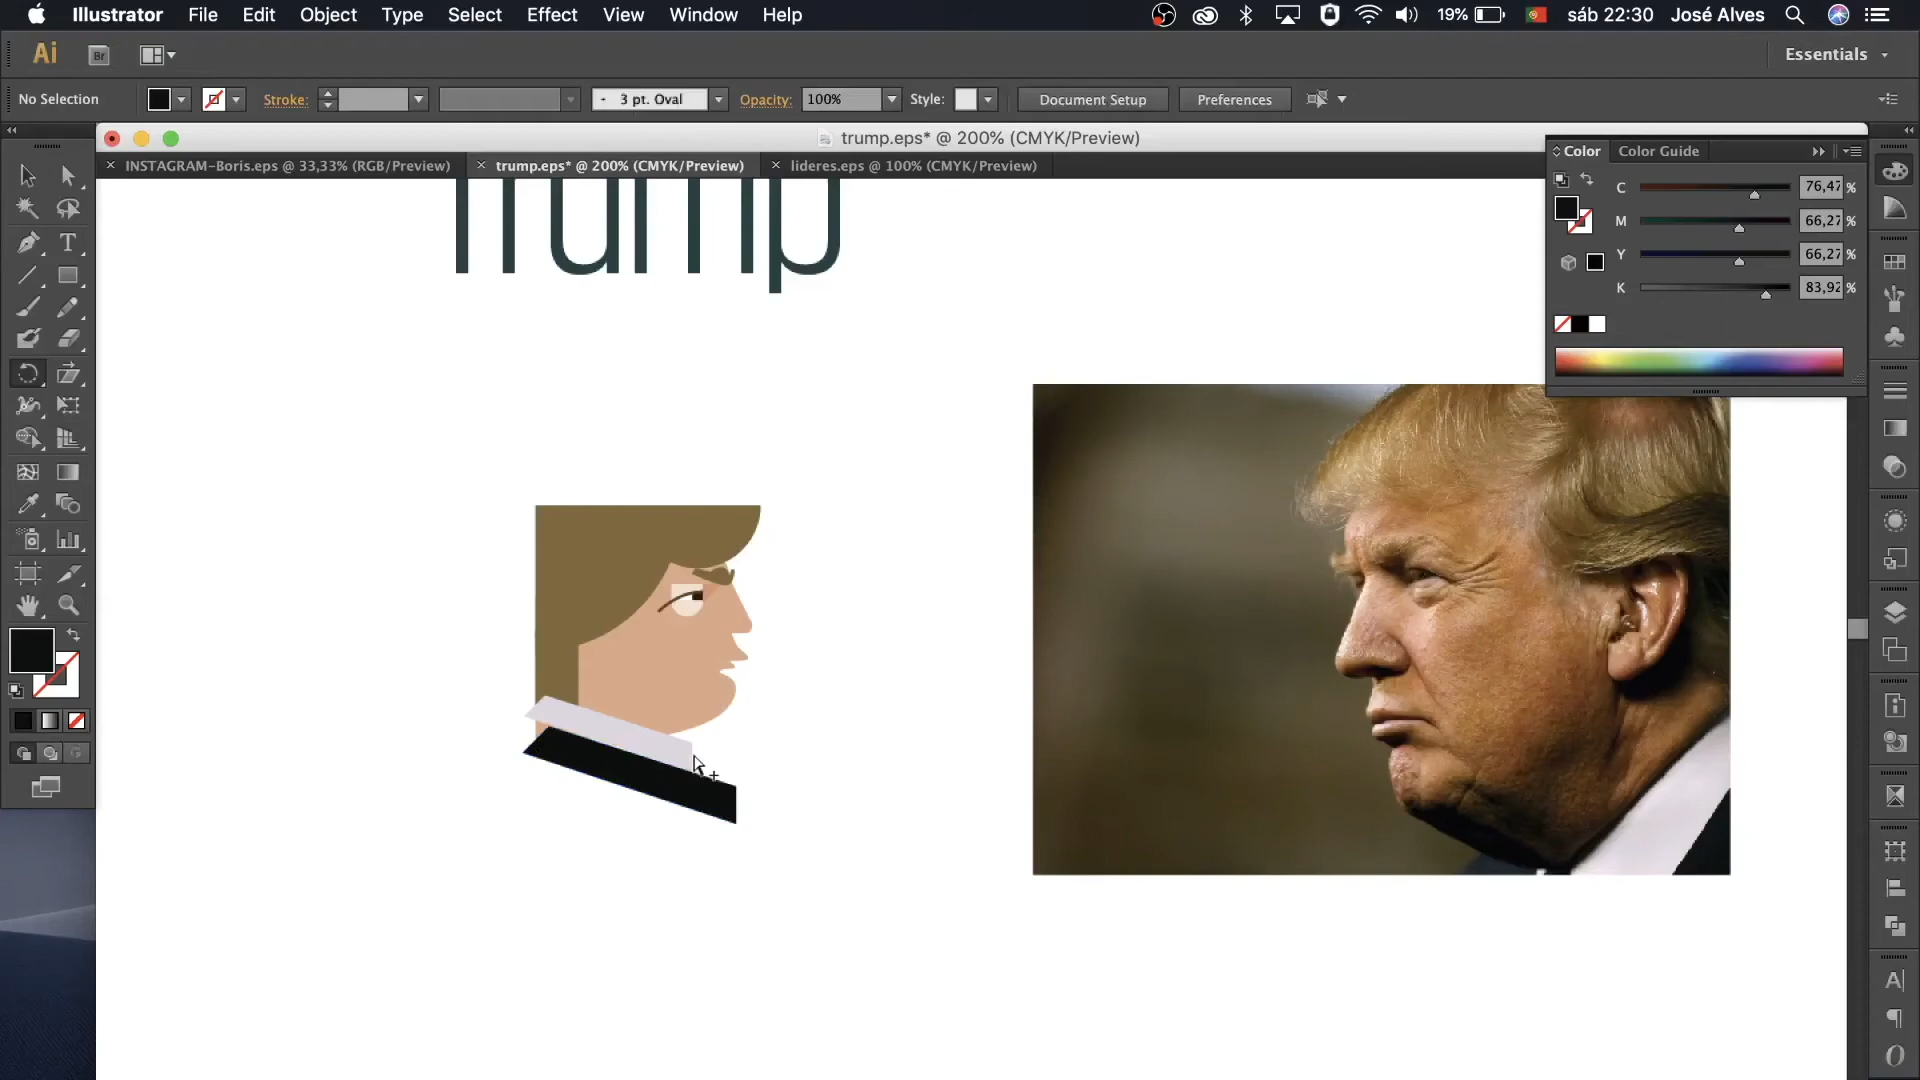 Illustrator File Edit Object Type Select Effect View Window Help 19% sáb 22:30 José Alves
Ai Br Essentials
No Selection Stroke: 3 pt. Oval Opacity: 100% Style: Document Setup Preferences
trump.eps* @ 200% (CMYK/Preview)
INSTAGRAM-Boris.eps @ 33,33% (RGB/Preview) trump.eps* @ 200% (CMYK/Preview) lideres.eps @ 100% (CMYK/Preview)
Color Color Guide
C 76,47 %
M 66,27 %
Y 66,27 %
K 83,92 %
Trump